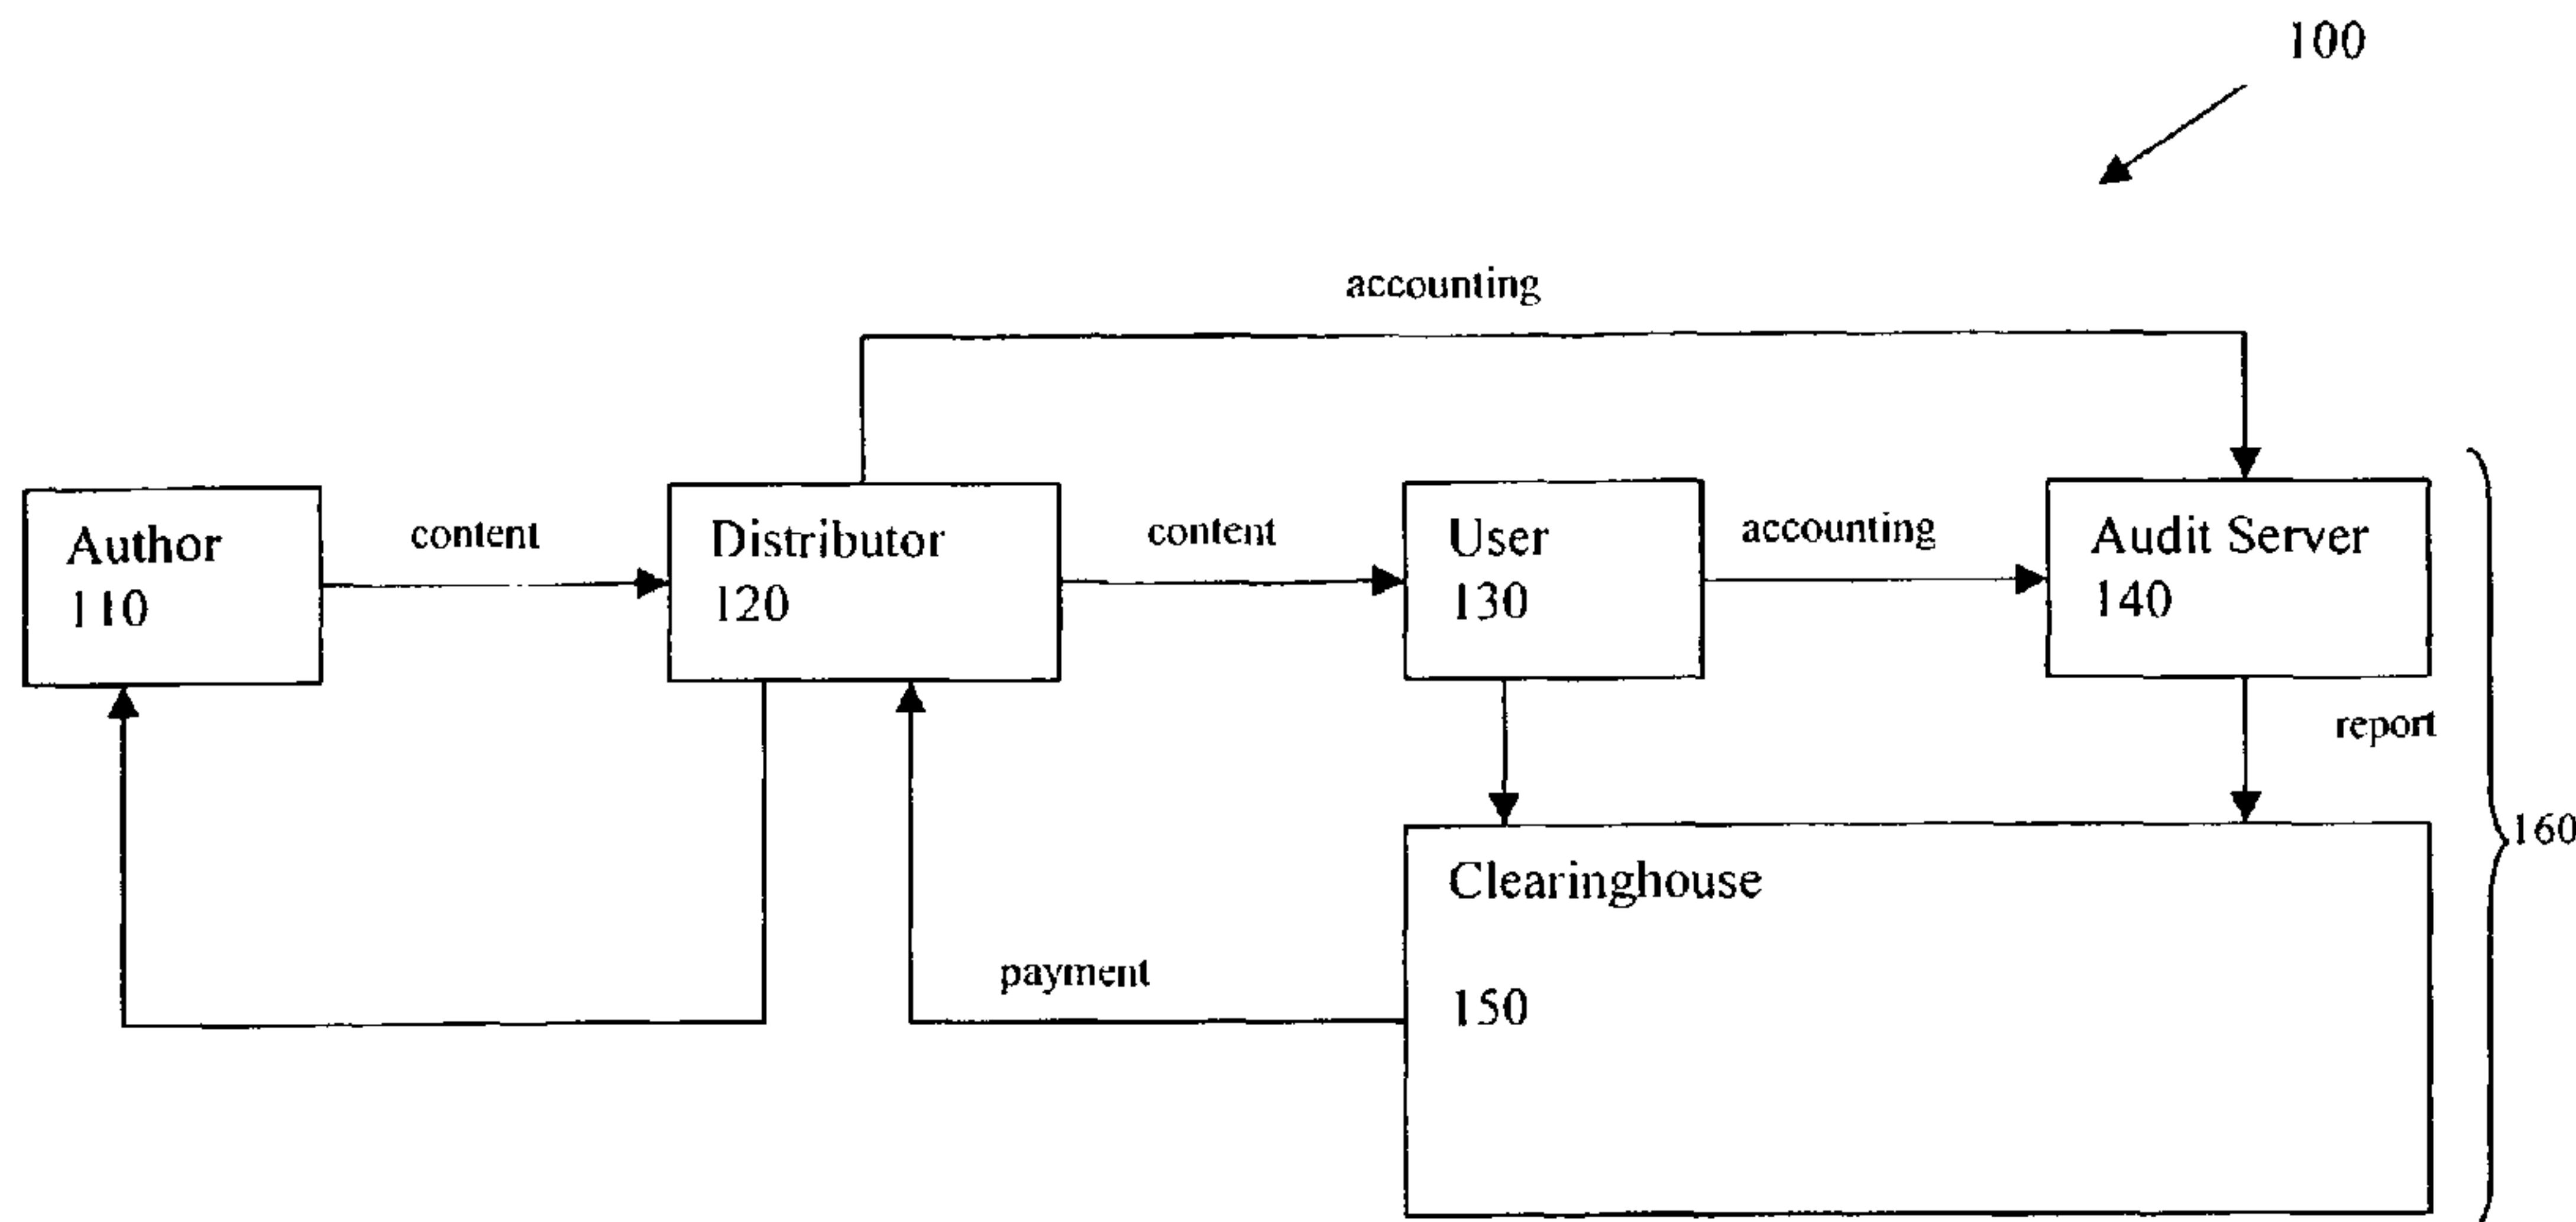 100
accounting
Author
110
content
Distributor
120
content
User
130
accounting
Audit Server
140
report
160
Clearinghouse
150
payment